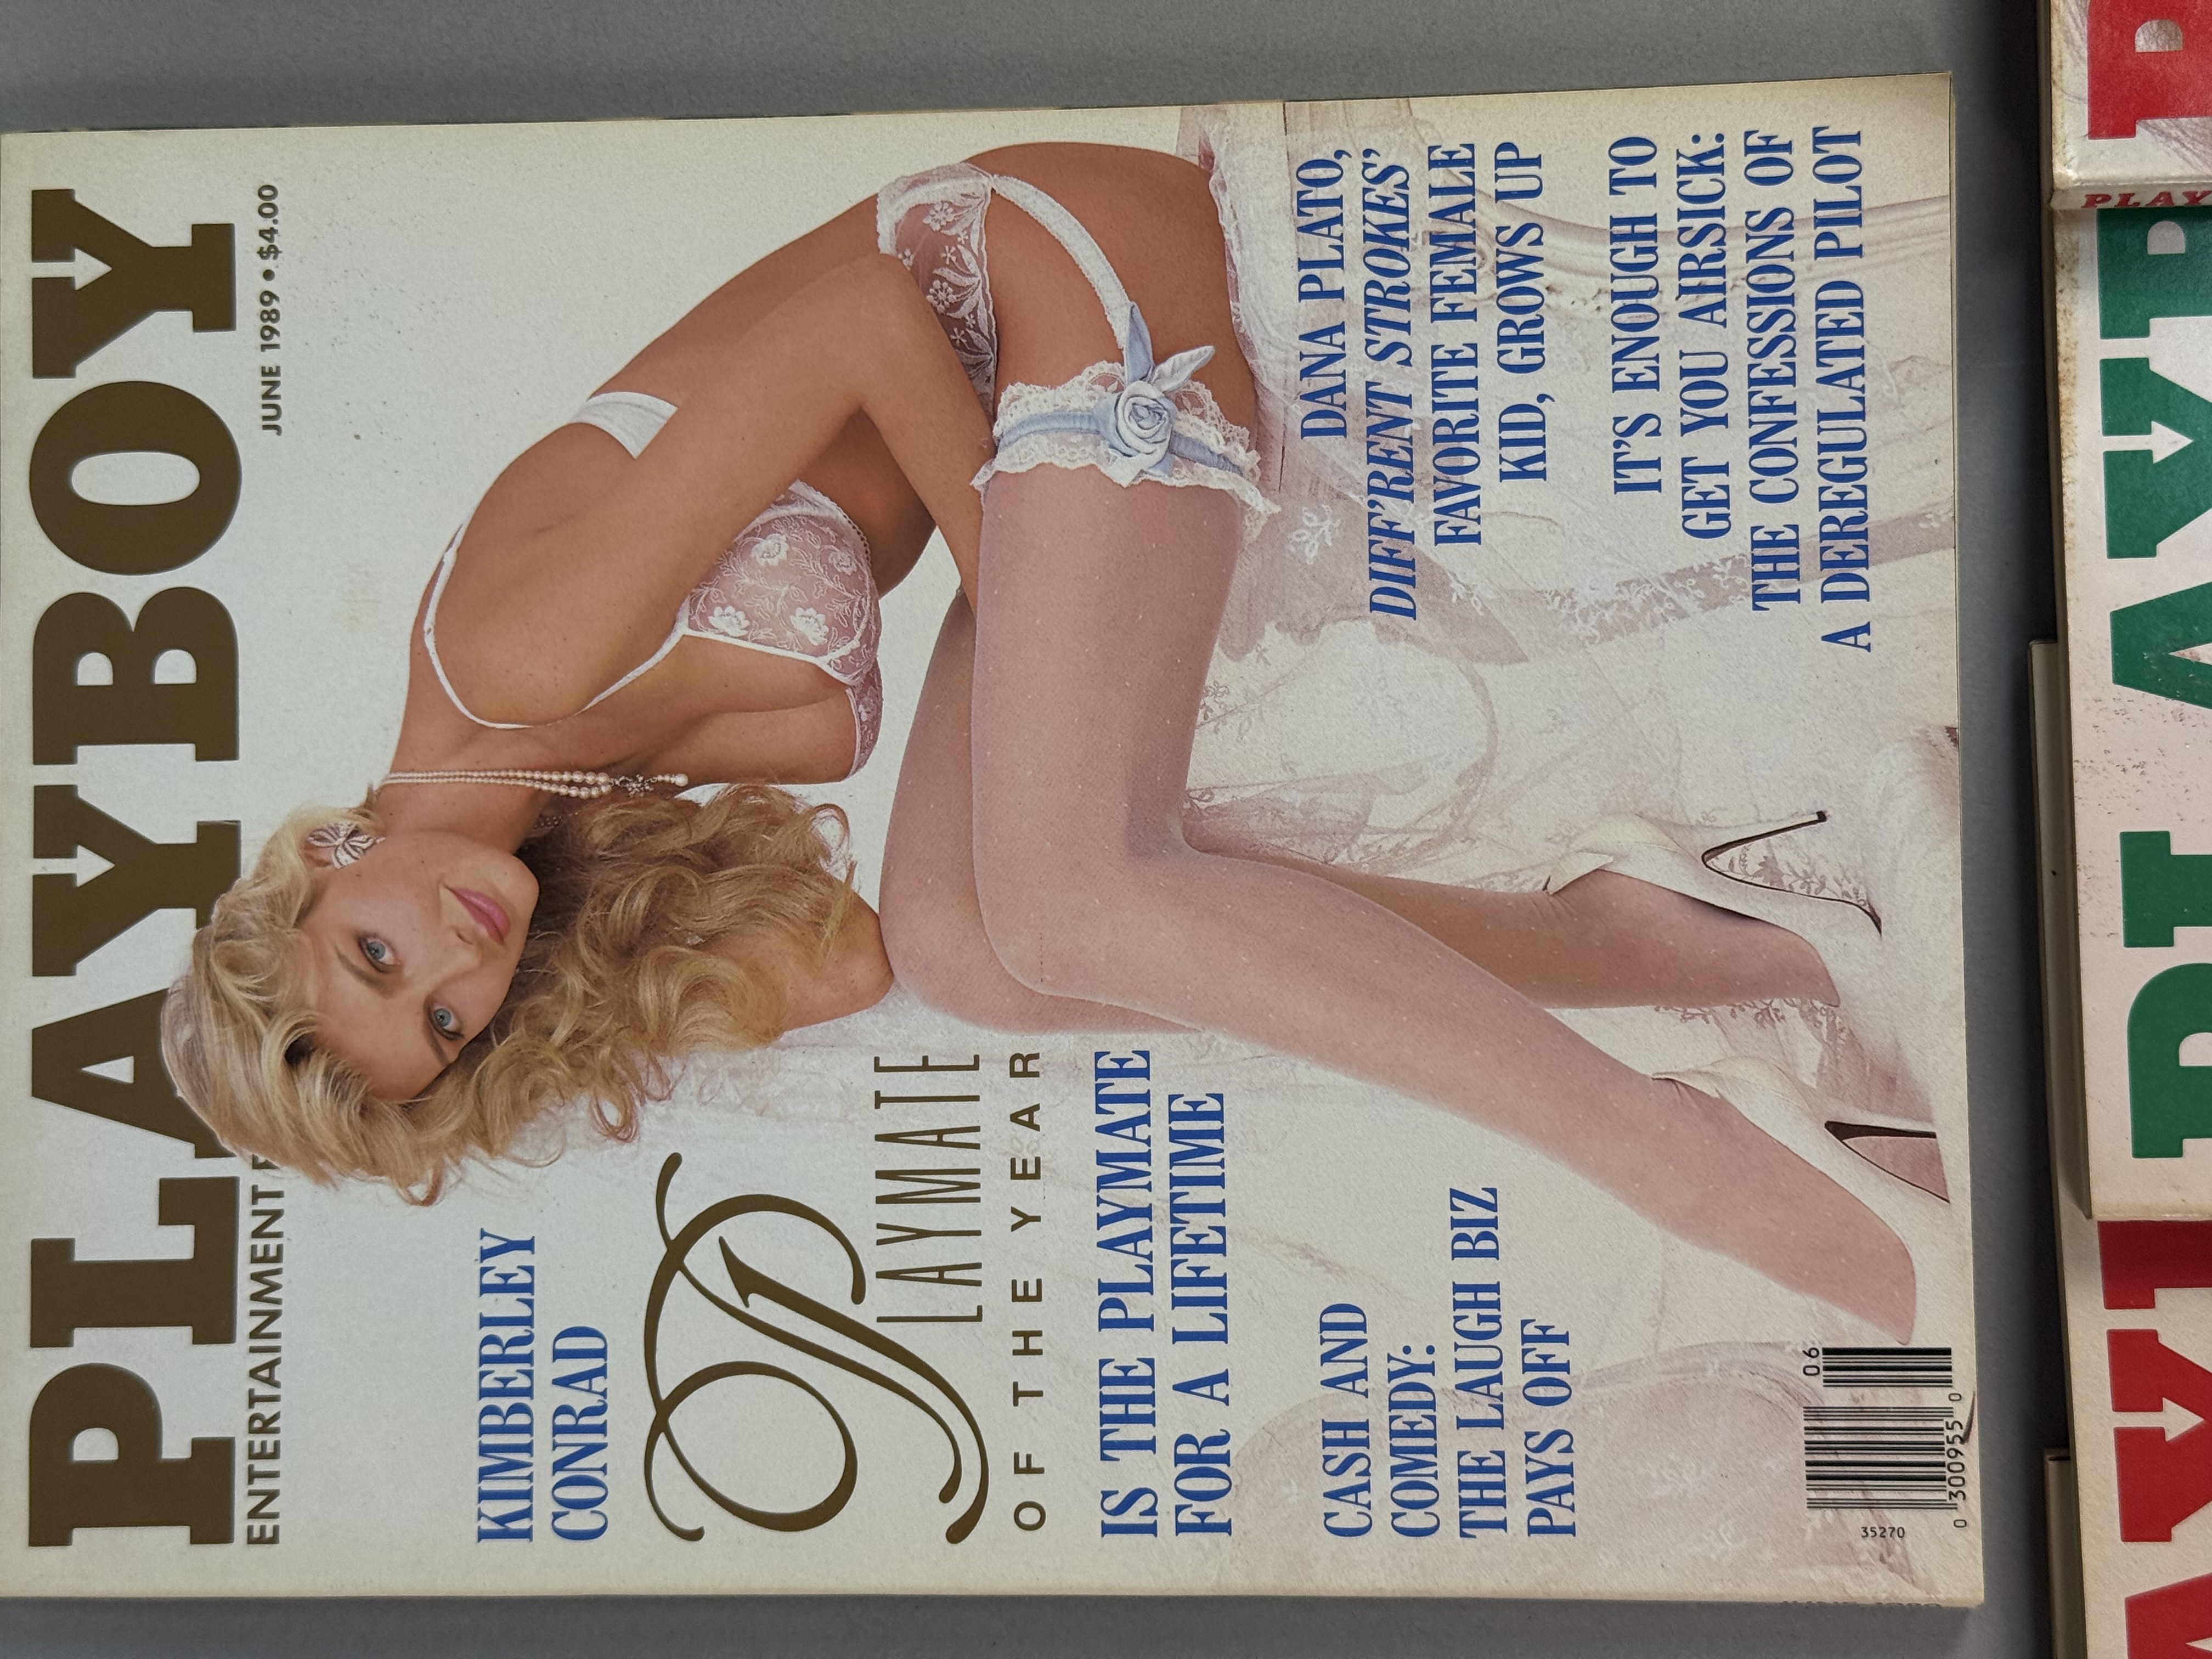 PLAYBOY
ENTERTAINMENT
JUNE 1989 • $4.00
KIMBERLEY
CONRAD
PLAYMATE
OF THE YEAR
IS THE PLAYMATE
FOR A LIFETIME
CASH AND
COMEDY:
THE LAUGH BIZ
PAYS OFF
DANA PLATO,
DIFF'RENT STROKES'
FAVORITE FEMALE
KID, GROWS UP
IT'S ENOUGH TO
GET YOU AIRSICK:
THE CONFESSIONS OF
A DEREGULATED PILOT
35270
06
0 300955 0